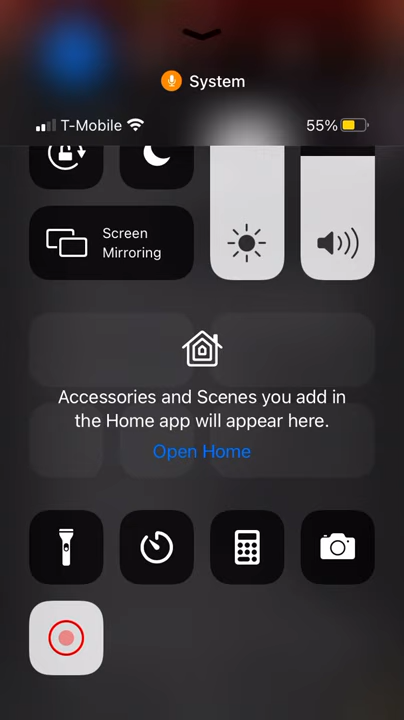 System
T-Mobile
55%
Screen
Mirroring
Accessories and Scenes you add in
the Home app will appear here.
Open Home